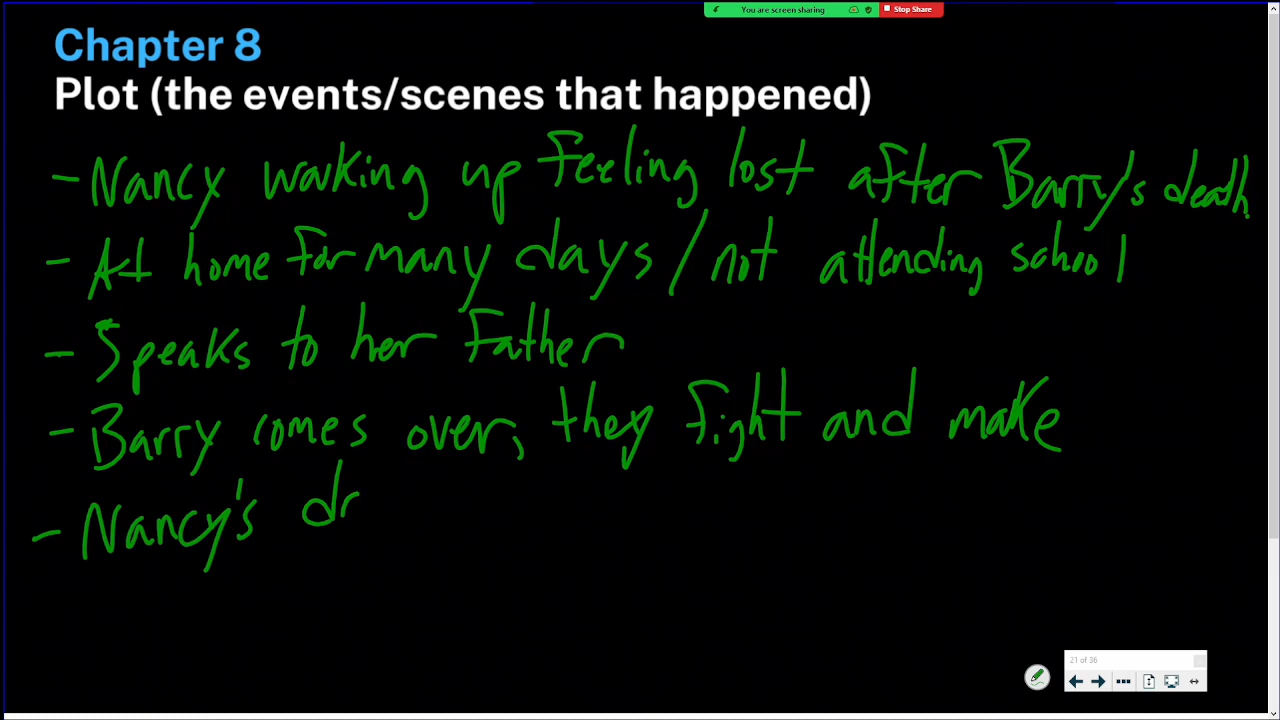 You are screen sharing Stop Share
Chapter 8
Plot (the events/scenes that happened)
- Nancy waking up feeling lost after Barry's death.
- At home for many days / not attending school
- Speaks to her Father
- Barry comes over, they fight and make
- Nancy's dr
21 of 36